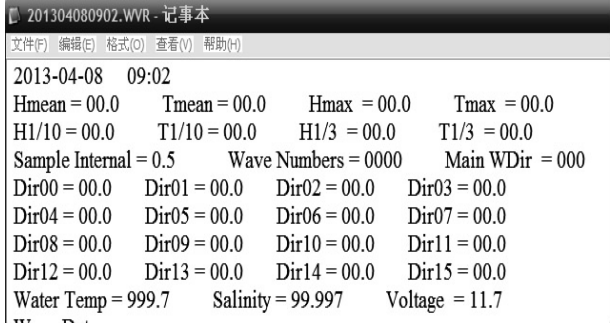 201304080902.WVR - 记事本
文件(F) 编辑(E) 格式(O) 查看(V) 帮助(H)
2013-04-08 09:02
Hmean = 00.0 Tmean = 00.0 Hmax = 00.0 Tmax = 00.0
H1/10 = 00.0 T1/10 = 00.0 H1/3 = 00.0 T1/3 = 00.0
Sample Internal = 0.5 Wave Numbers = 0000 Main WDir = 000
Dir00 = 00.0 Dir01 = 00.0 Dir02 = 00.0 Dir03 = 00.0
Dir04 = 00.0 Dir05 = 00.0 Dir06 = 00.0 Dir07 = 00.0
Dir08 = 00.0 Dir09 = 00.0 Dir10 = 00.0 Dir11 = 00.0
Dir12 = 00.0 Dir13 = 00.0 Dir14 = 00.0 Dir15 = 00.0
Water Temp = 999.7 Salinity = 99.997 Voltage = 11.7